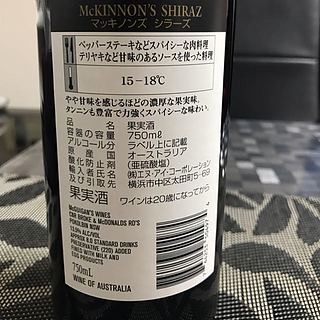 McKINNON'S SHIRAZ
マッキノンズ シラーズ
ペッパーステーキなどスパイシーな肉料理
テリヤキなど甘味のあるソースを使った料理
15-18℃
やや甘味を感じるほどの濃厚な果実味。
タンニンも豊富で力強くスパイシーな味わい。
品名 果実酒
容器の容量 750mℓ
アルコール分 ラベル上に記載
原産国 オーストラリア
酸化防止剤 (亜硫酸塩)
輸入者氏名 ㈱エヌ・アイ・コーポレーション
及び引取先 横浜市中区太田町5-69
果実酒 ワインは20歳になってから
McGUIGAN'S WINES
CNR BROKE & McDONALDS RD'S
POKOLBIN NSW
13.0% ALC/VOL
APPROX 8.0 STANDARD DRINKS
PRESERVATIVE (220) ADDED
FINED WITH MILK AND
EGG PRODUCTS
750mL
WINE OF AUSTRALIA